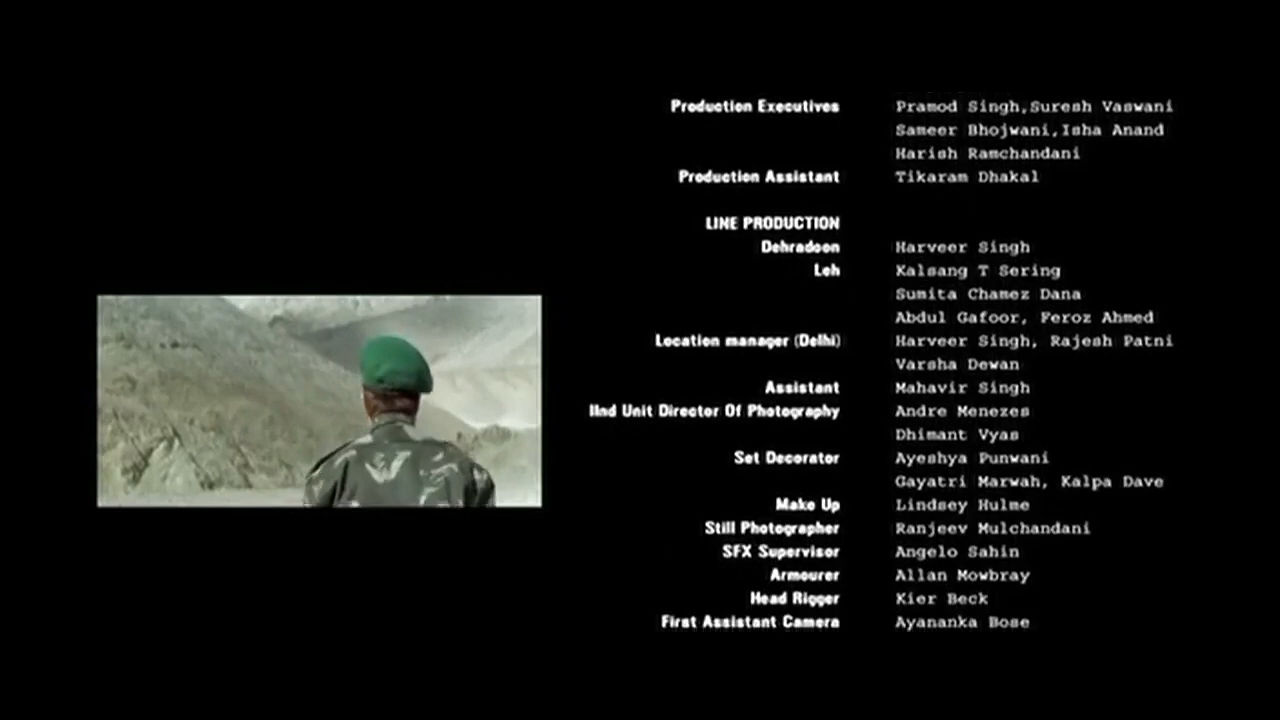 Production Executives Pramod Singh,Suresh Vaswani
Sameer Bhojwani,Isha Anand
Harish Ramchandani
Production Assistant Tikaram Dhakal
LINE PRODUCTION
Dehradoon Harveer Singh
Leh Kalsang T Sering
Sumita Chamez Dana
Abdul Gafoor, Feroz Ahmed
Location manager (Delhi) Harveer Singh, Rajesh Patni
Varsha Dewan
Assistant Mahavir Singh
IInd Unit Director Of Photography Andre Menezes
Dhimant Vyas
Set Decorator Ayeshya Punwani
Gayatri Marwah, Kalpa Dave
Make Up Lindsey Hulme
Still Photographer Ranjeev Mulchandani
SFX Supervisor Angelo Sahin
Armourer Allan Mowbray
Head Rigger Kier Beck
First Assistant Camera Ayananka Bose